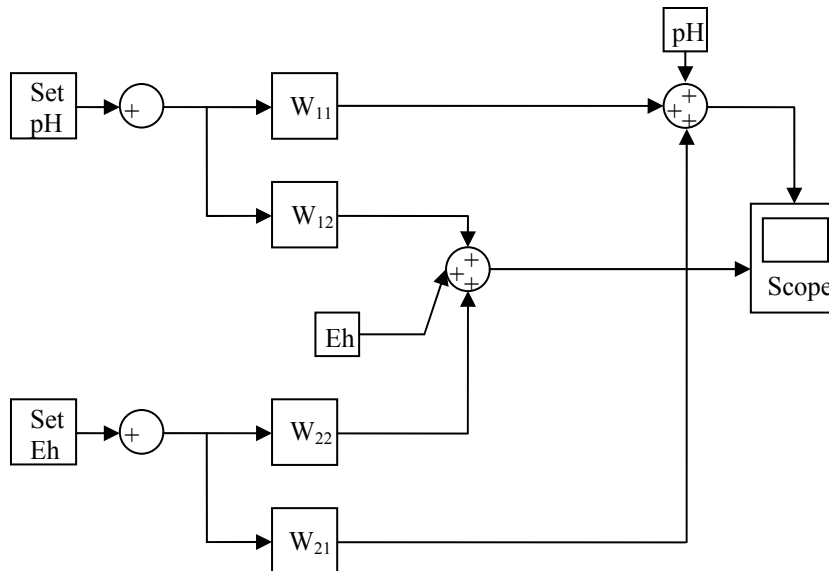 pH
Set
pH
+
W₁₁
+
+
+
W₁₂
+
+
+
Scope
Eh
Set
Eh
+
W₂₂
W₂₁